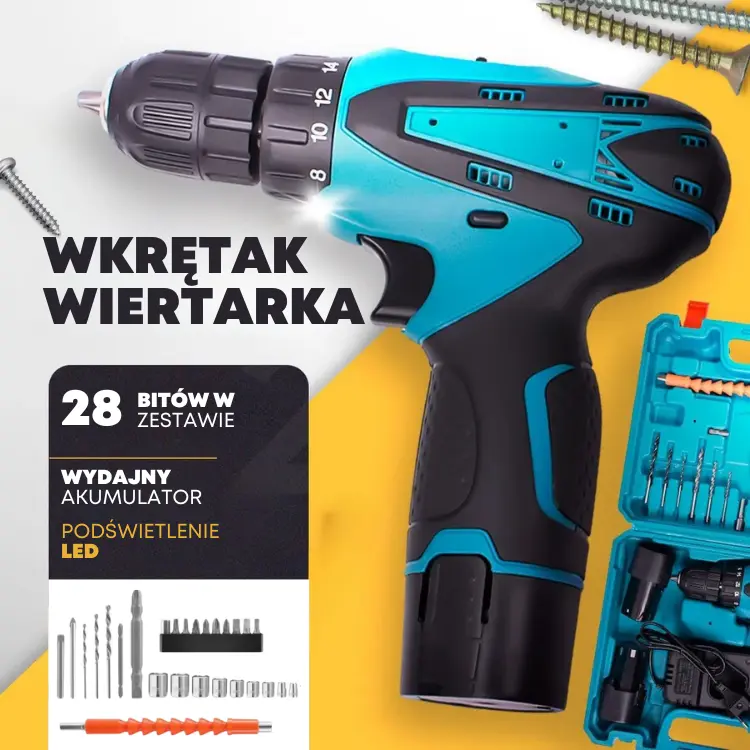 14
12
10
8
WKRĘTAK
WIERTARKA
28 BITÓW W
ZESTAWIE
WYDAJNY
AKUMULATOR
PODŚWIETLENIE
LED